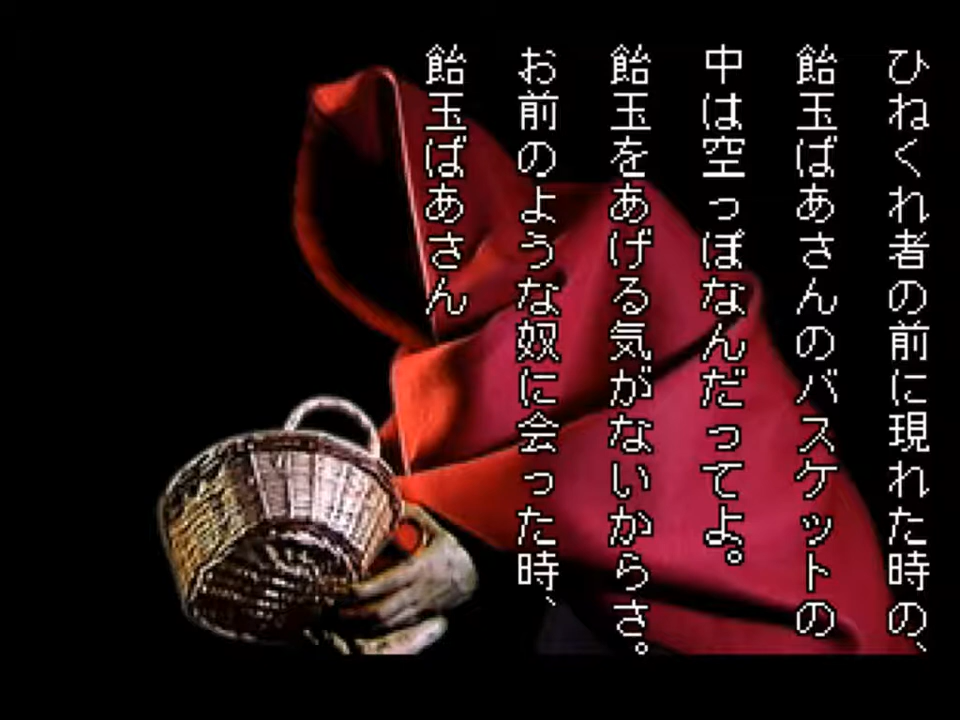 ひねくれ者の前に現れた時の、
飴玉ばあさんのバスケットの
中は空っぽなんだってよ。
飴玉をあげる気がないからさ。
お前のような奴に会った時、
飴玉ばあさん